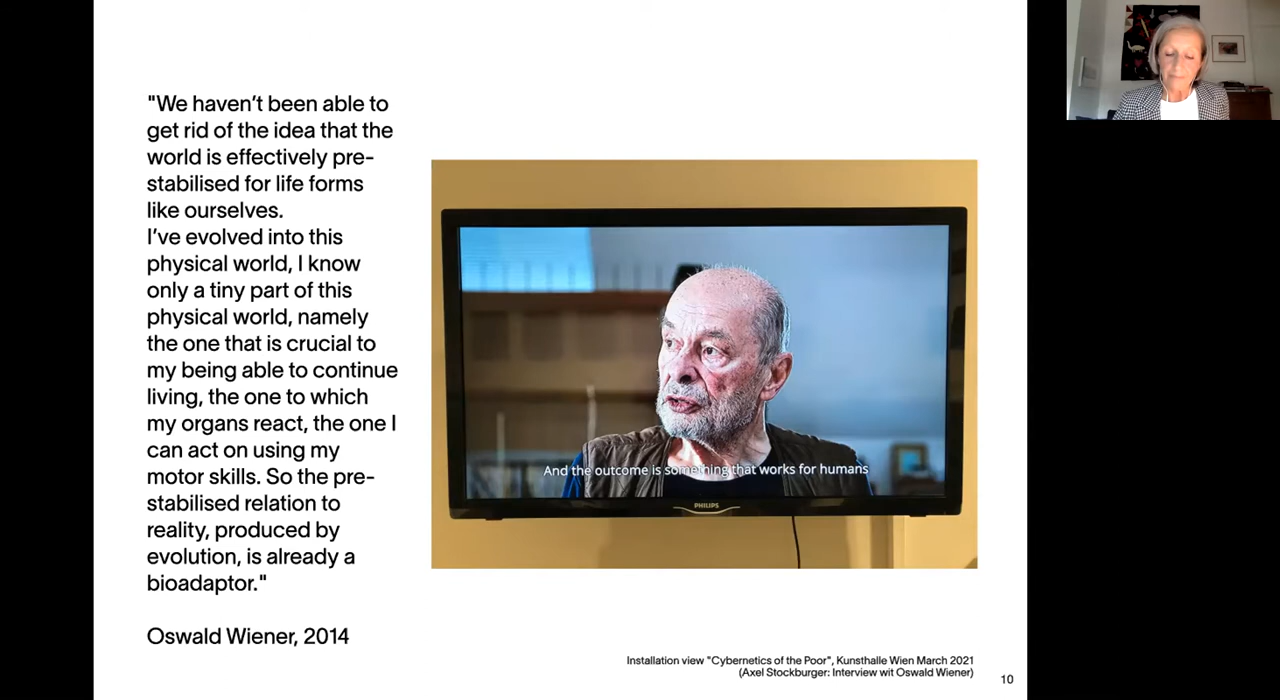 "We haven't been able to
get rid of the idea that the
world is effectively pre-
stabilised for life forms
like ourselves.
I've evolved into this
physical world, I know
only a tiny part of this
physical world, namely
the one that is crucial to
my being able to continue
living, the one to which
my organs react, the one I
can act on using my
motor skills. So the pre-
stabilised relation to
reality, produced by
evolution, is already a
bioadaptor."
Oswald Wiener, 2014
And the outcome is something that works for humans
PHILIPS
Installation view "Cybernetics of the Poor", Kunsthalle Wien March 2021
(Axel Stockburger: Interview wit Oswald Wiener)
10